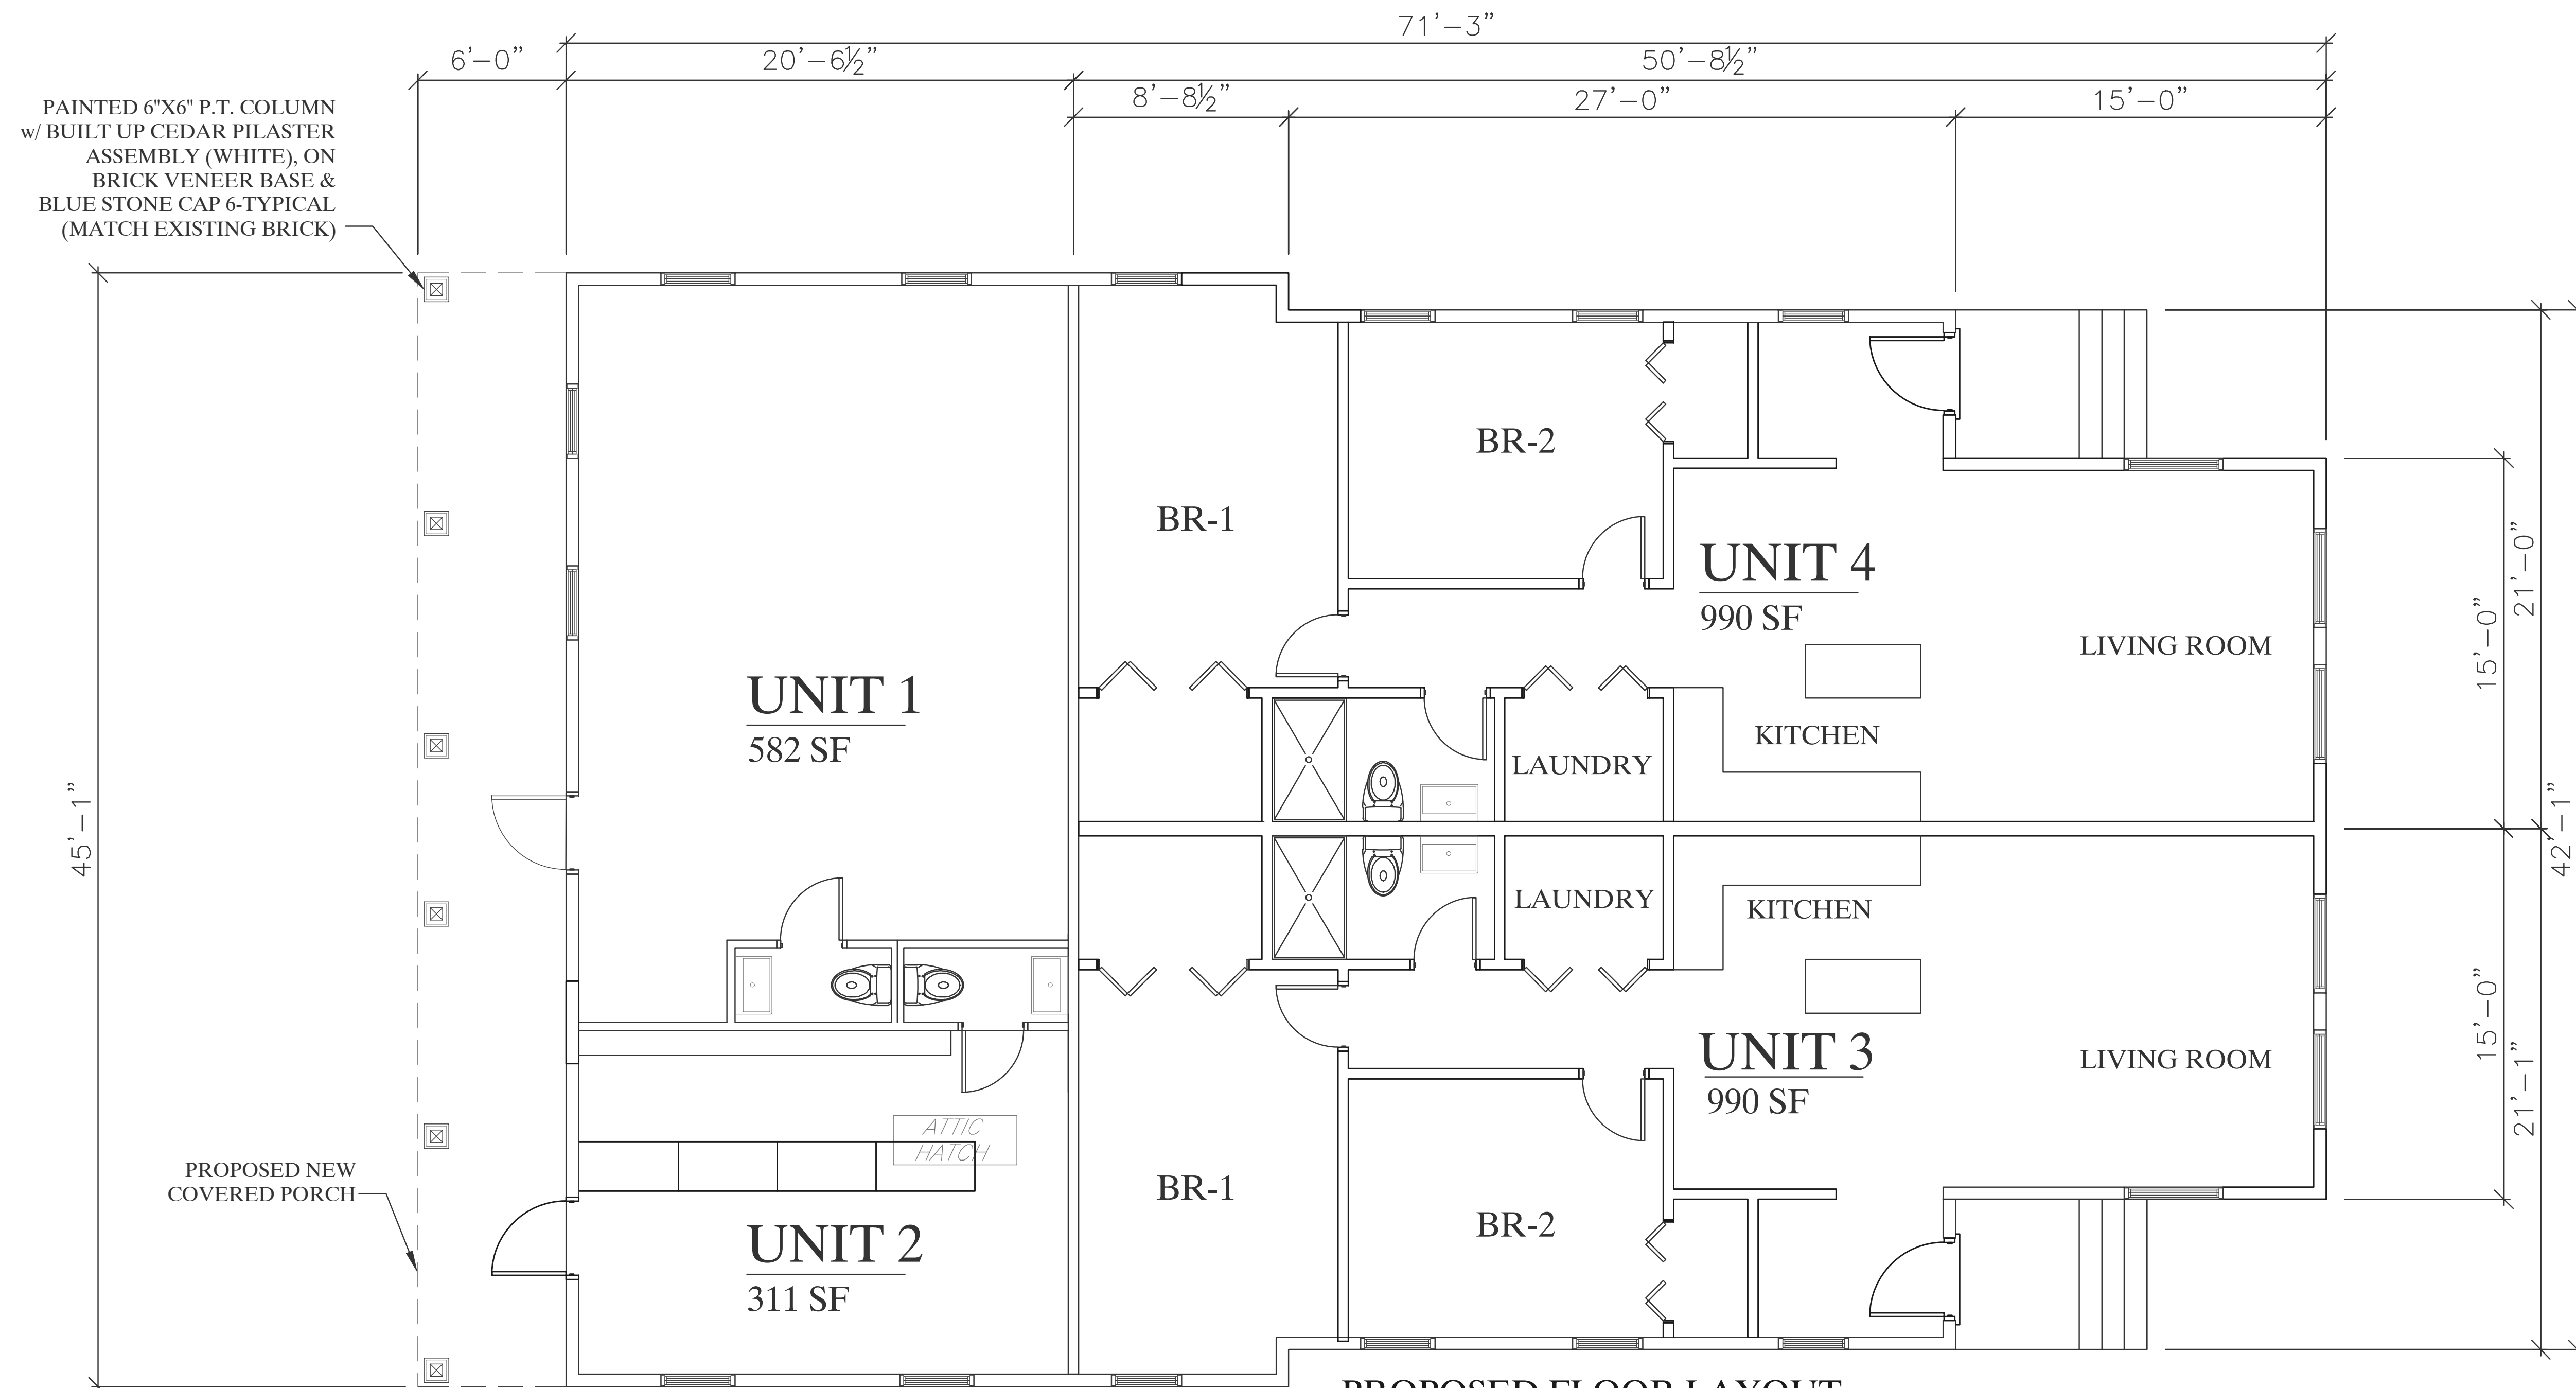 71'-3"
6'-0"
20'-6½"
50'-8½"
8'-8½"
27'-0"
15'-0"
PAINTED 6"X6" P.T. COLUMN
w/ BUILT UP CEDAR PILASTER
ASSEMBLY (WHITE), ON
BRICK VENEER BASE &
BLUE STONE CAP 6-TYPICAL
(MATCH EXISTING BRICK)
BR-2
BR-1
UNIT 4
990 SF
LIVING ROOM
21'-0"
15'-0"
UNIT 1
582 SF
KITCHEN
LAUNDRY
45'-1"
42'-1"
LAUNDRY
KITCHEN
UNIT 3
990 SF
LIVING ROOM
15'-0"
21'-1"
ATTIC
HATCH
PROPOSED NEW
COVERED PORCH
BR-1
BR-2
UNIT 2
311 SF
PROPOSED FLOOR LAYOUT